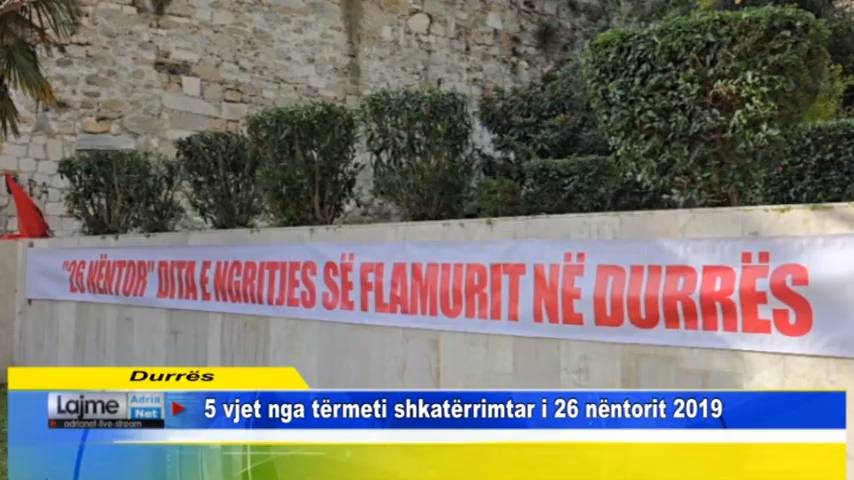 "26 NËNTOR" DITA E NGRITJES SË FLAMURIT NË DURRËS
Durrës
Lajme Adria Net
adrianet-live-stream
5 vjet nga tërmeti shkatërrimtar i 26 nëntorit 2019